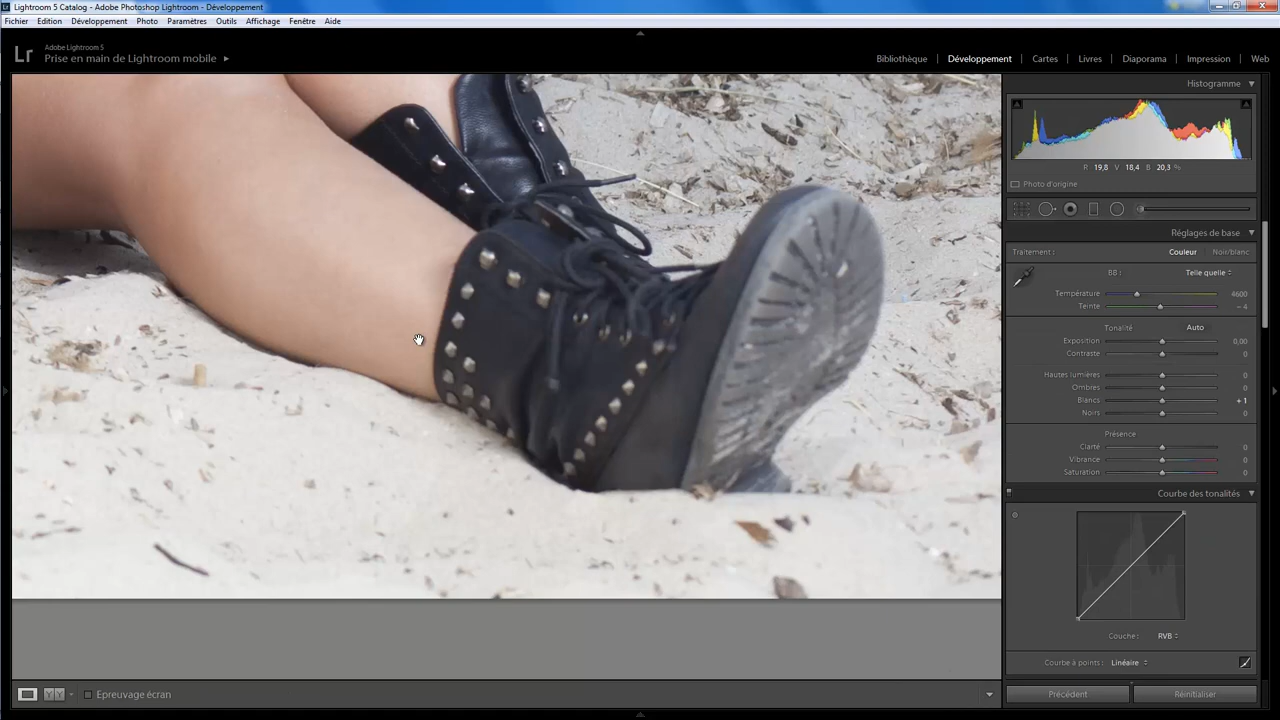 Lightroom 5 Catalog - Adobe Photoshop Lightroom - Développement
Fichier Edition Développement Photo Paramètres Outils Affichage Fenêtre Aide
Lr Adobe Lightroom 5
Prise en main de Lightroom mobile
Bibliothèque Développement Cartes Livres Diaporama Impression Web
Histogramme
R 19,8 V 18,4 B 20,3 %
Photo d'origine
Réglages de base
Traitement : Couleur Noir/blanc
BB : Telle quelle
Température 4600
Teinte - 4
Tonalité Auto
Exposition 0,00
Contraste 0
Hautes lumières 0
Ombres 0
Blancs + 1
Noirs 0
Présence
Clarté 0
Vibrance 0
Saturation 0
Courbe des tonalités
Couche : RVB
Courbe à points : Linéaire
YY Epreuvage écran
Précédent Réinitialiser